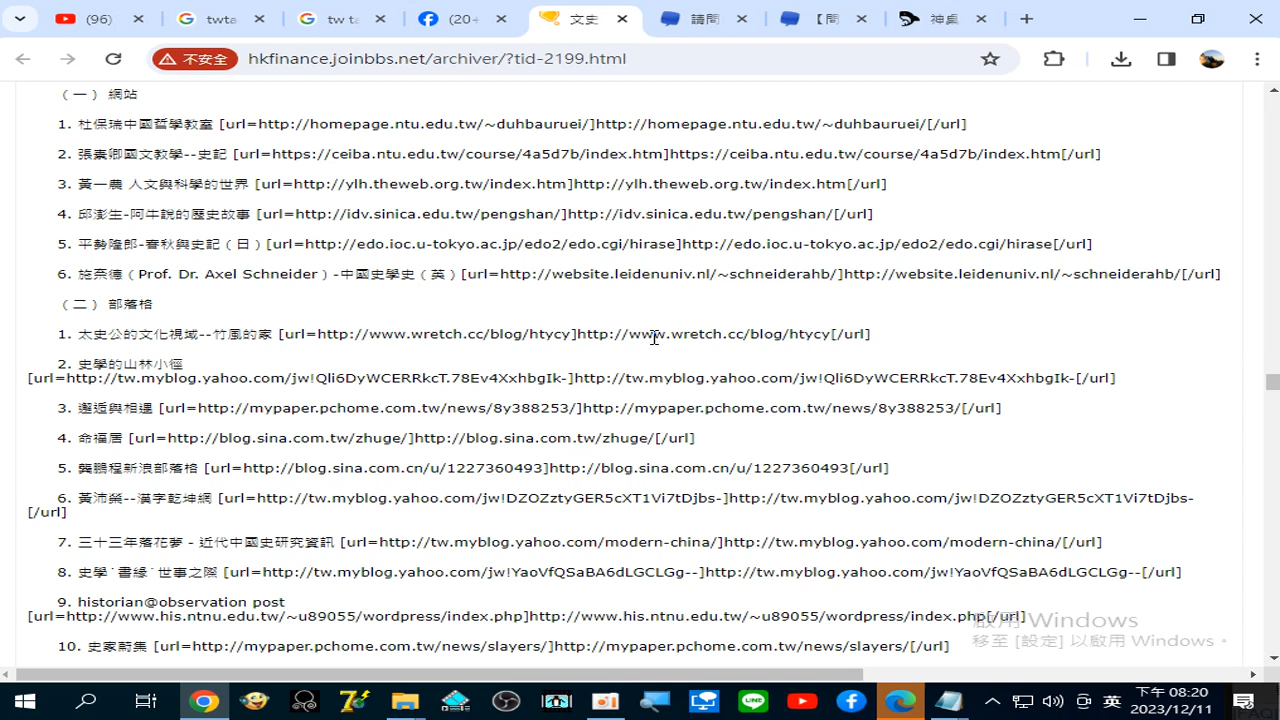 (96)
twta
tw ta
(20+
文史
請問
【問
神桌
不安全
hkfinance.joinbbs.net/archiver/?tid-2199.html
（一） 網站
1. 杜保瑞中國哲學教室 [url=http://homepage.ntu.edu.tw/~duhbauruei/]http://homepage.ntu.edu.tw/~duhbauruei/[/url]
2. 張素卿國文教學--史記 [url=https://ceiba.ntu.edu.tw/course/4a5d7b/index.htm]https://ceiba.ntu.edu.tw/course/4a5d7b/index.htm[/url]
3. 黃一農 人文與科學的世界 [url=http://ylh.theweb.org.tw/index.htm]http://ylh.theweb.org.tw/index.htm[/url]
4. 邱澎生-阿牛說的歷史故事 [url=http://idv.sinica.edu.tw/pengshan/]http://idv.sinica.edu.tw/pengshan/[/url]
5. 平勢隆郎-春秋與史記（日）[url=http://edo.ioc.u-tokyo.ac.jp/edo2/edo.cgi/hirase]http://edo.ioc.u-tokyo.ac.jp/edo2/edo.cgi/hirase[/url]
6. 施奈德（Prof. Dr. Axel Schneider）-中國史學史（英）[url=http://website.leidenuniv.nl/~schneiderahb/]http://website.leidenuniv.nl/~schneiderahb/[/url]
（二） 部落格
1. 太史公的文化視域--竹風的家 [url=http://www.wretch.cc/blog/htycy]http://www.wretch.cc/blog/htycy[/url]
2. 史學的山林小徑
[url=http://tw.myblog.yahoo.com/jw!Qli6DyWCERRkcT.78Ev4XxhbgIk-]http://tw.myblog.yahoo.com/jw!Qli6DyWCERRkcT.78Ev4XxhbgIk-[/url]
3. 邂逅與相遇 [url=http://mypaper.pchome.com.tw/news/8y388253/]http://mypaper.pchome.com.tw/news/8y388253/[/url]
4. 命福居 [url=http://blog.sina.com.tw/zhuge/]http://blog.sina.com.tw/zhuge/[/url]
5. 龔鵬程新浪部落格 [url=http://blog.sina.com.cn/u/1227360493]http://blog.sina.com.cn/u/1227360493[/url]
6. 黃沛榮--漢字乾坤網 [url=http://tw.myblog.yahoo.com/jw!DZOZztyGER5cXT1Vi7tDjbs-]http://tw.myblog.yahoo.com/jw!DZOZztyGER5cXT1Vi7tDjbs-
[/url]
7. 三十三年落花夢 - 近代中國史研究資訊 [url=http://tw.myblog.yahoo.com/modern-china/]http://tw.myblog.yahoo.com/modern-china/[/url]
8. 史學˙書緣˙世事之際 [url=http://tw.myblog.yahoo.com/jw!YaoVfQSaBA6dLGCLGg--]http://tw.myblog.yahoo.com/jw!YaoVfQSaBA6dLGCLGg--[/url]
9. historian@observation post
[url=http://www.his.ntnu.edu.tw/~u89055/wordpress/index.php]http://www.his.ntnu.edu.tw/~u89055/wordpress/index.php[/url]
10. 史家箭集 [url=http://mypaper.pchome.com.tw/news/slayers/]http://mypaper.pchome.com.tw/news/slayers/[/url]
啟用 Windows
移至 [設定] 以啟用 Windows。
英
下午 08:20
2023/12/11